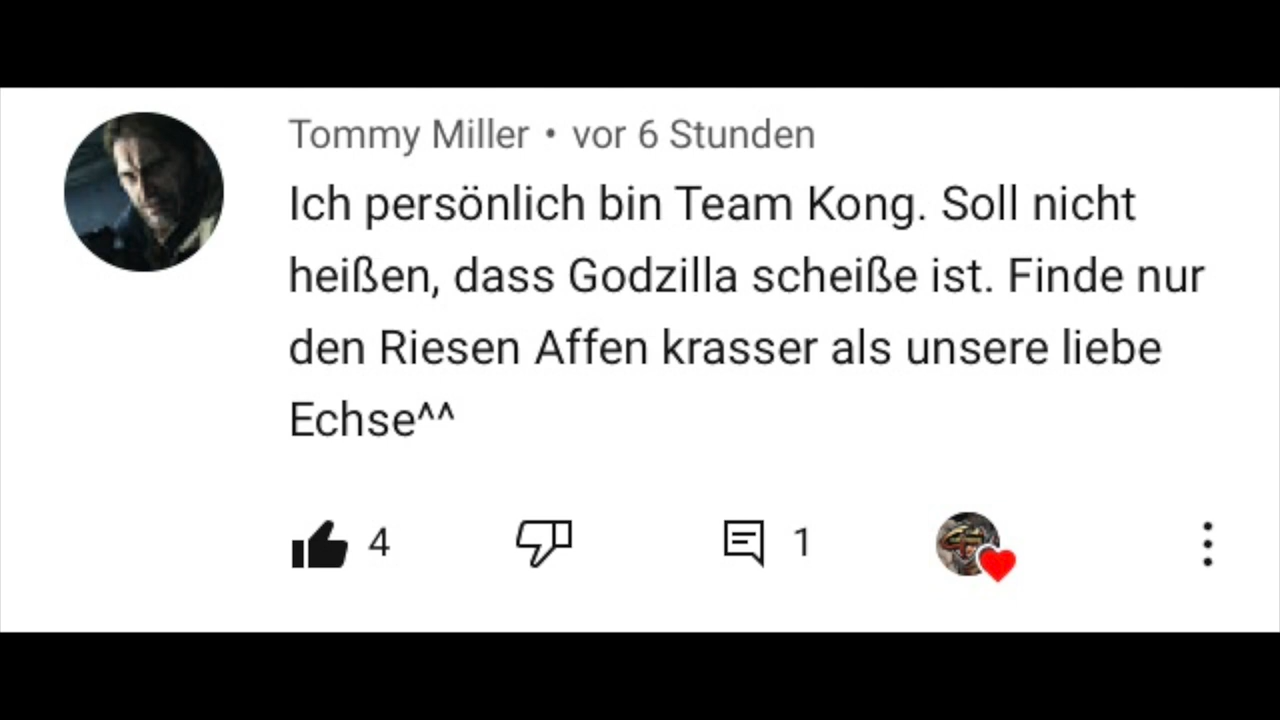 Tommy Miller • vor 6 Stunden
Ich persönlich bin Team Kong. Soll nicht
heißen, dass Godzilla scheiße ist. Finde nur
den Riesen Affen krasser als unsere liebe
Echse^^
4
1